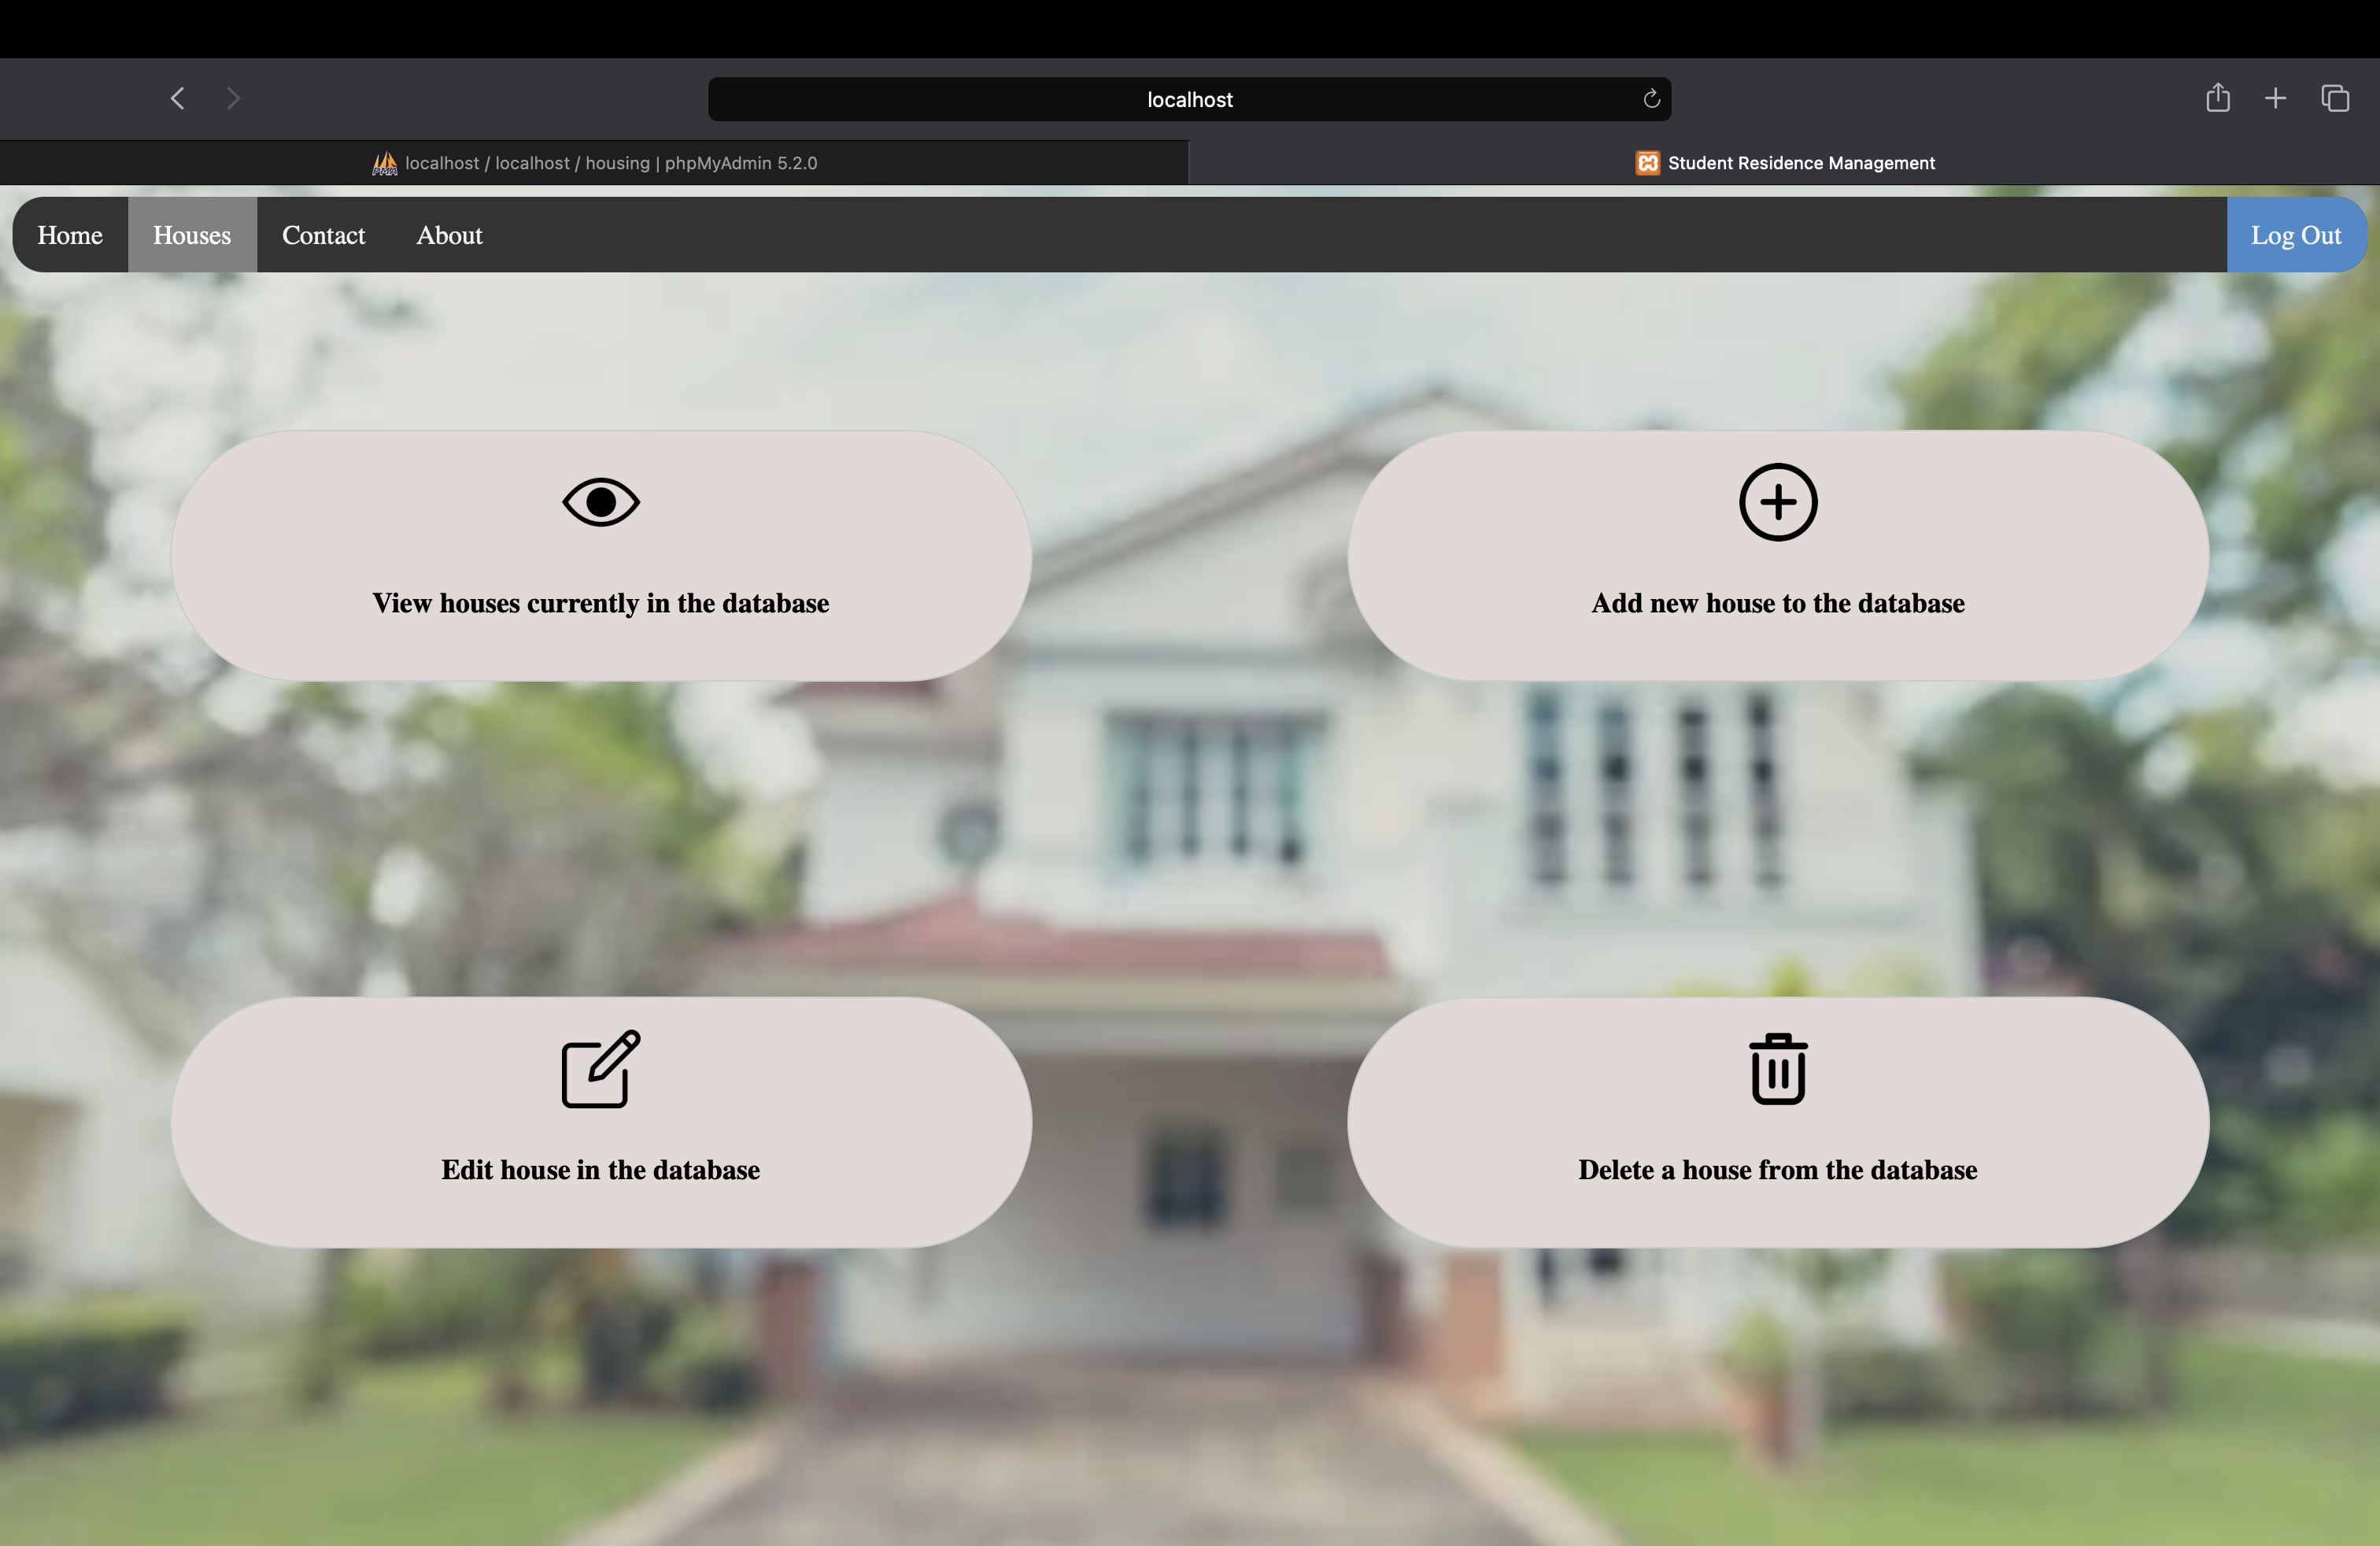 localhost
localhost / localhost / housing | phpMyAdmin 5.2.0
Student Residence Management
Home
Houses
Contact
About
Log Out
View houses currently in the database
Add new house to the database
Edit house in the database
Delete a house from the database